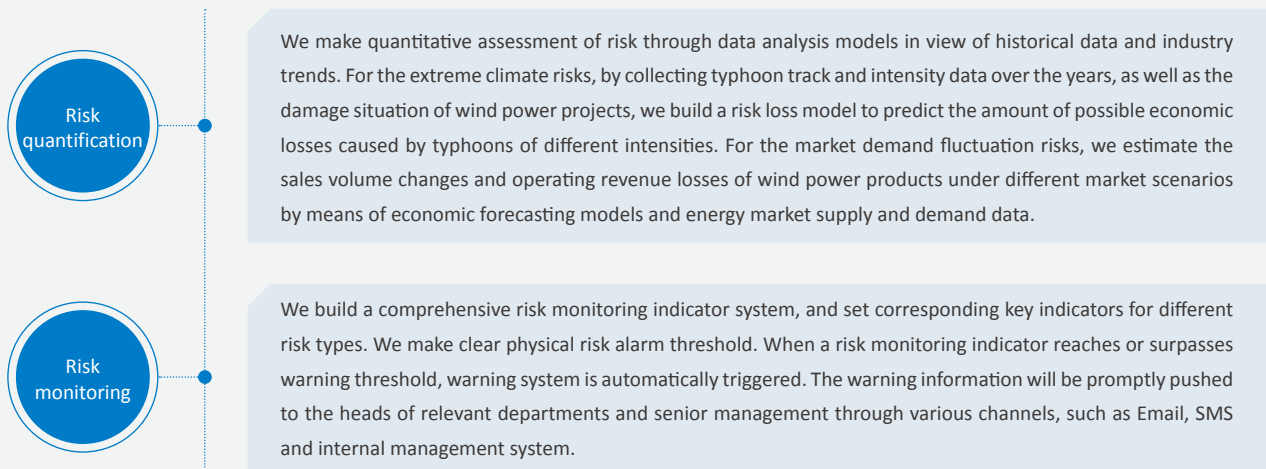 Risk
quantification
We make quantitative assessment of risk through data analysis models in view of historical data and industry
trends. For the extreme climate risks, by collecting typhoon track and intensity data over the years, as well as the
damage situation of wind power projects, we build a risk loss model to predict the amount of possible economic
losses caused by typhoons of different intensities. For the market demand fluctuation risks, we estimate the
sales volume changes and operating revenue losses of wind power products under different market scenarios
by means of economic forecasting models and energy market supply and demand data.
Risk
monitoring
We build a comprehensive risk monitoring indicator system, and set corresponding key indicators for different
risk types. We make clear physical risk alarm threshold. When a risk monitoring indicator reaches or surpasses
warning threshold, warning system is automatically triggered. The warning information will be promptly pushed
to the heads of relevant departments and senior management through various channels, such as Email, SMS
and internal management system.